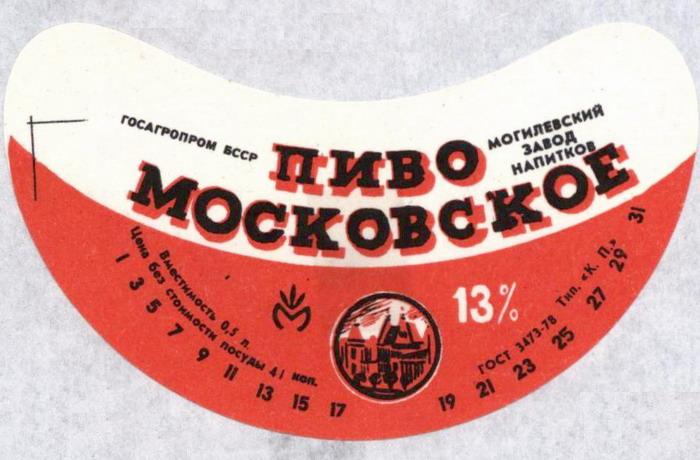 ГОСАГРОПРОМ БССР
ПИВО
МОГИЛЕВСКИЙ
ЗАВОД
НАПИТКОВ
МОСКОВСКОЕ
Вместимость 0,5 л.
Цена без стоимости посуды 41 коп.
13%
ГОСТ 3473-78 Тип. «К. П.»
1 3 5 7 9 11 13 15 17 19 21 23 25 27 29 31